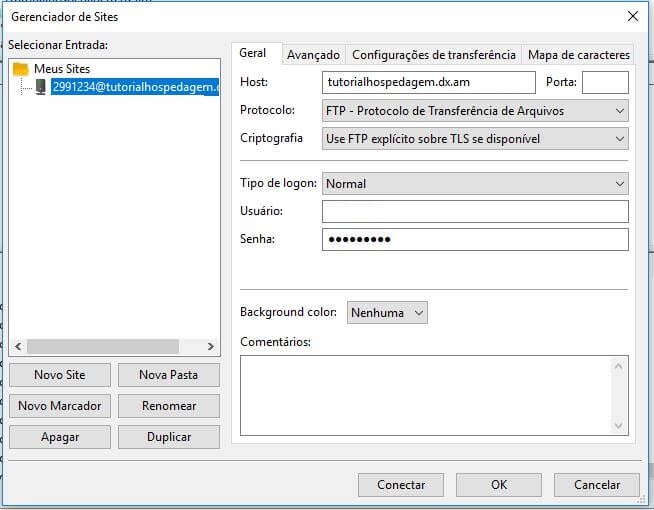 Gerenciador de Sites
Selecionar Entrada:
Meus Sites
2991234@tutorialhospedagem.
Novo Site
Nova Pasta
Novo Marcador
Renomear
Apagar
Duplicar
Geral
Avançado
Configurações de transferência
Mapa de caracteres
Host:
tutorialhospedagem.dx.am
Porta:
Protocolo:
FTP - Protocolo de Transferência de Arquivos
Criptografia
Use FTP explícito sobre TLS se disponível
Tipo de logon:
Normal
Usuário:
Senha:
●●●●●●●●●
Background color:
Nenhuma
Comentários:
Conectar
OK
Cancelar